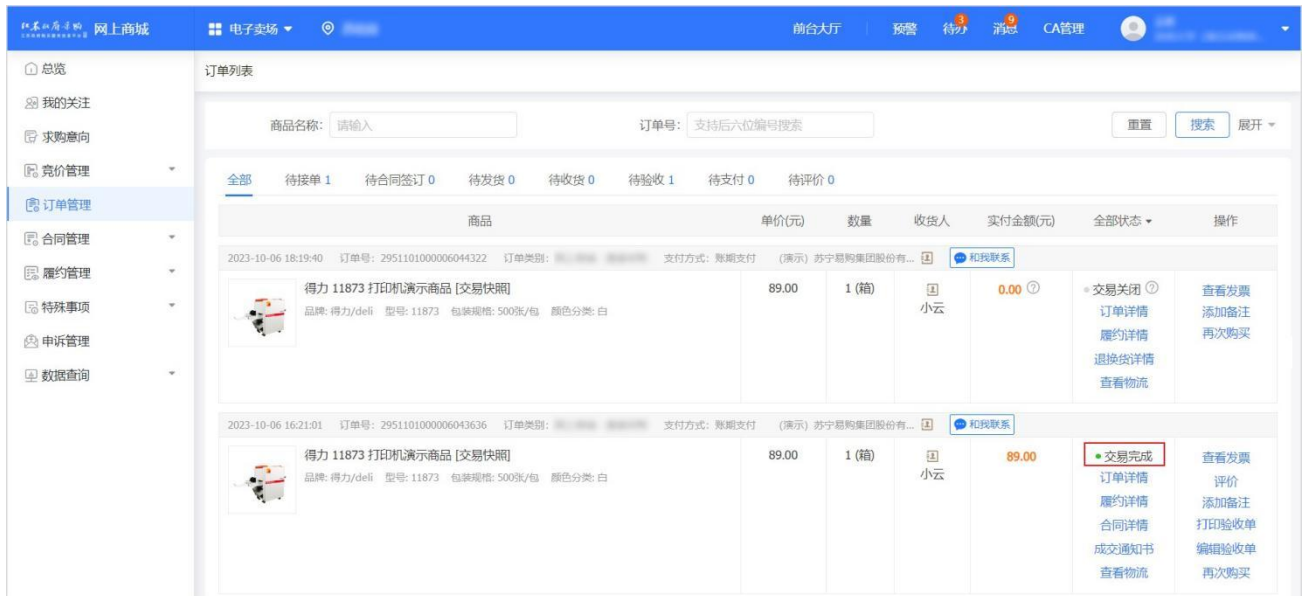 江苏政府采购 网上商城 电子卖场 前台大厅 预警 待办 3 消息 9 CA管理
总览
我的关注
求购意向
竞价管理
订单管理
合同管理
履约管理
特殊事项
申诉管理
数据查询
订单列表
商品名称: 请输入 订单号: 支持后六位编号搜索 重置 搜索 展开
全部 待接单 1 待合同签订 0 待发货 0 待收货 0 待验收 1 待支付 0 待评价 0
商品 单价(元) 数量 收货人 实付金额(元) 全部状态 操作
2023-10-06 18:19:40 订单号: 2951101000006044322 订单类别: 支付方式: 账期支付 (演示) 苏宁易购集团股份有... 和我联系
得力 11873 打印机演示商品 [交易快照] 89.00 1 (箱) 小云 0.00 交易关闭 查看发票
品牌: 得力/deli 型号: 11873 包装规格: 500张/包 颜色分类: 白
订单详情 添加备注
履约详情 再次购买
退换货详情
查看物流
2023-10-06 16:21:01 订单号: 2951101000006043636 订单类别: 支付方式: 账期支付 (演示) 苏宁易购集团股份有... 和我联系
得力 11873 打印机演示商品 [交易快照] 89.00 1 (箱) 小云 89.00 交易完成 查看发票
品牌: 得力/deli 型号: 11873 包装规格: 500张/包 颜色分类: 白
订单详情 评价
履约详情 添加备注
合同详情 打印验收单
成交通知书 编辑验收单
查看物流 再次购买